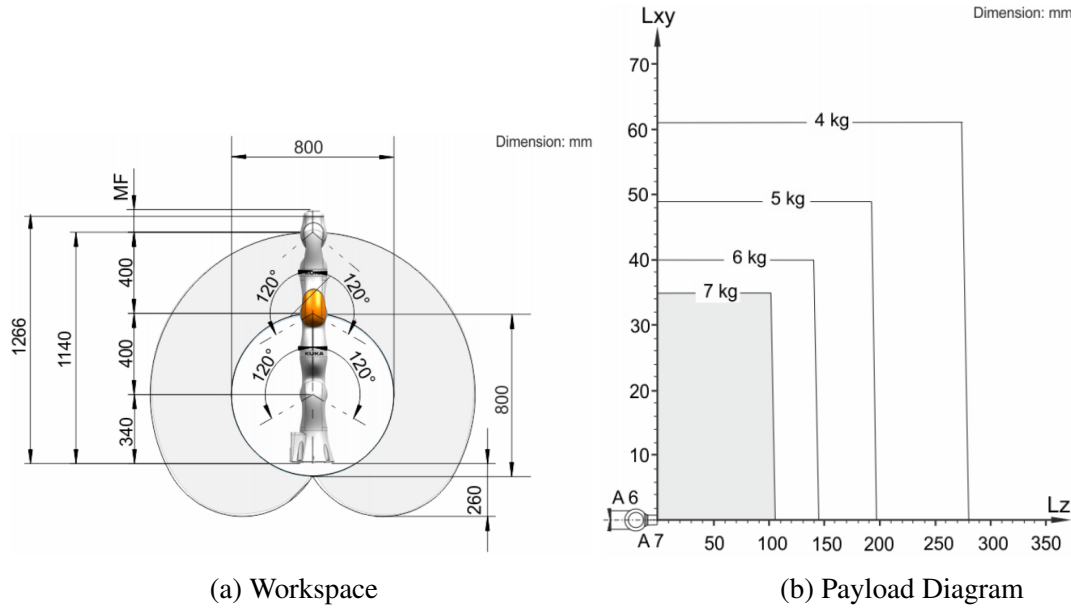 Dimension: mm
800
MF
400
1266
1140
400
340
120°
120°
KUKA
120°
120°
800
260
(a) Workspace
Dimension: mm
Lxy
70
60
50
40
30
20
10
4 kg
5 kg
6 kg
7 kg
A 6
A 7
Lz
50 100 150 200 250 300 350
(b) Payload Diagram